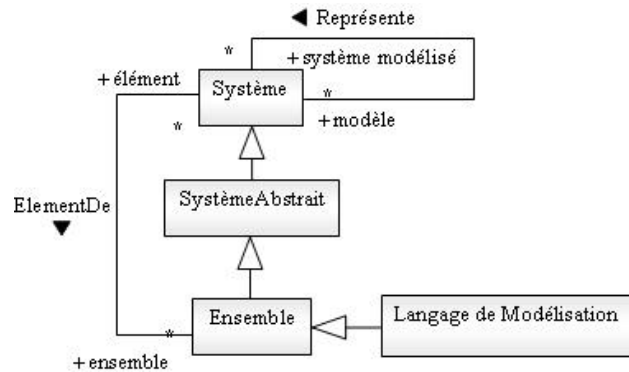 ◄ Représente
*
+système modélisé
+élément
Système
*
*
+modèle
SystèmeAbstrait
ElementDe
▼
Ensemble
Langage de Modélisation
*
+ensemble